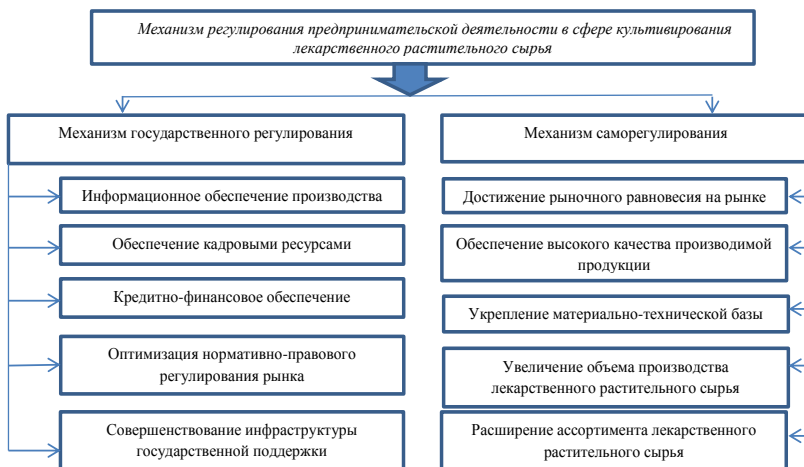 Механизм регулирования предпринимательской деятельности в сфере культивирования
лекарственного растительного сырья
Механизм государственного регулирования
Информационное обеспечение производства
Обеспечение кадровыми ресурсами
Кредитно-финансовое обеспечение
Оптимизация нормативно-правового
регулирования рынка
Совершенствование инфраструктуры
государственной поддержки
Механизм саморегулирования
Достижение рыночного равновесия на рынке
Обеспечение высокого качества производимой
продукции
Укрепление материально-технической базы
Увеличение объема производства
лекарственного растительного сырья
Расширение ассортимента лекарственного
растительного сырья